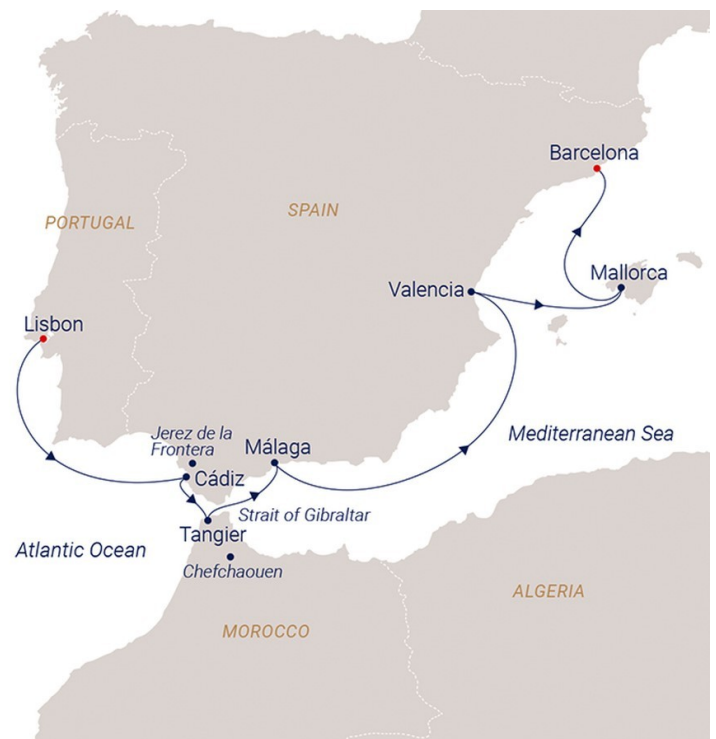 Barcelona
PORTUGAL
SPAIN
Valencia
Mallorca
Lisbon
Jerez de la
Frontera
Málaga
Mediterranean Sea
Cádiz
Strait of Gibraltar
Tangier
Atlantic Ocean
Chefchaouen
ALGERIA
MOROCCO